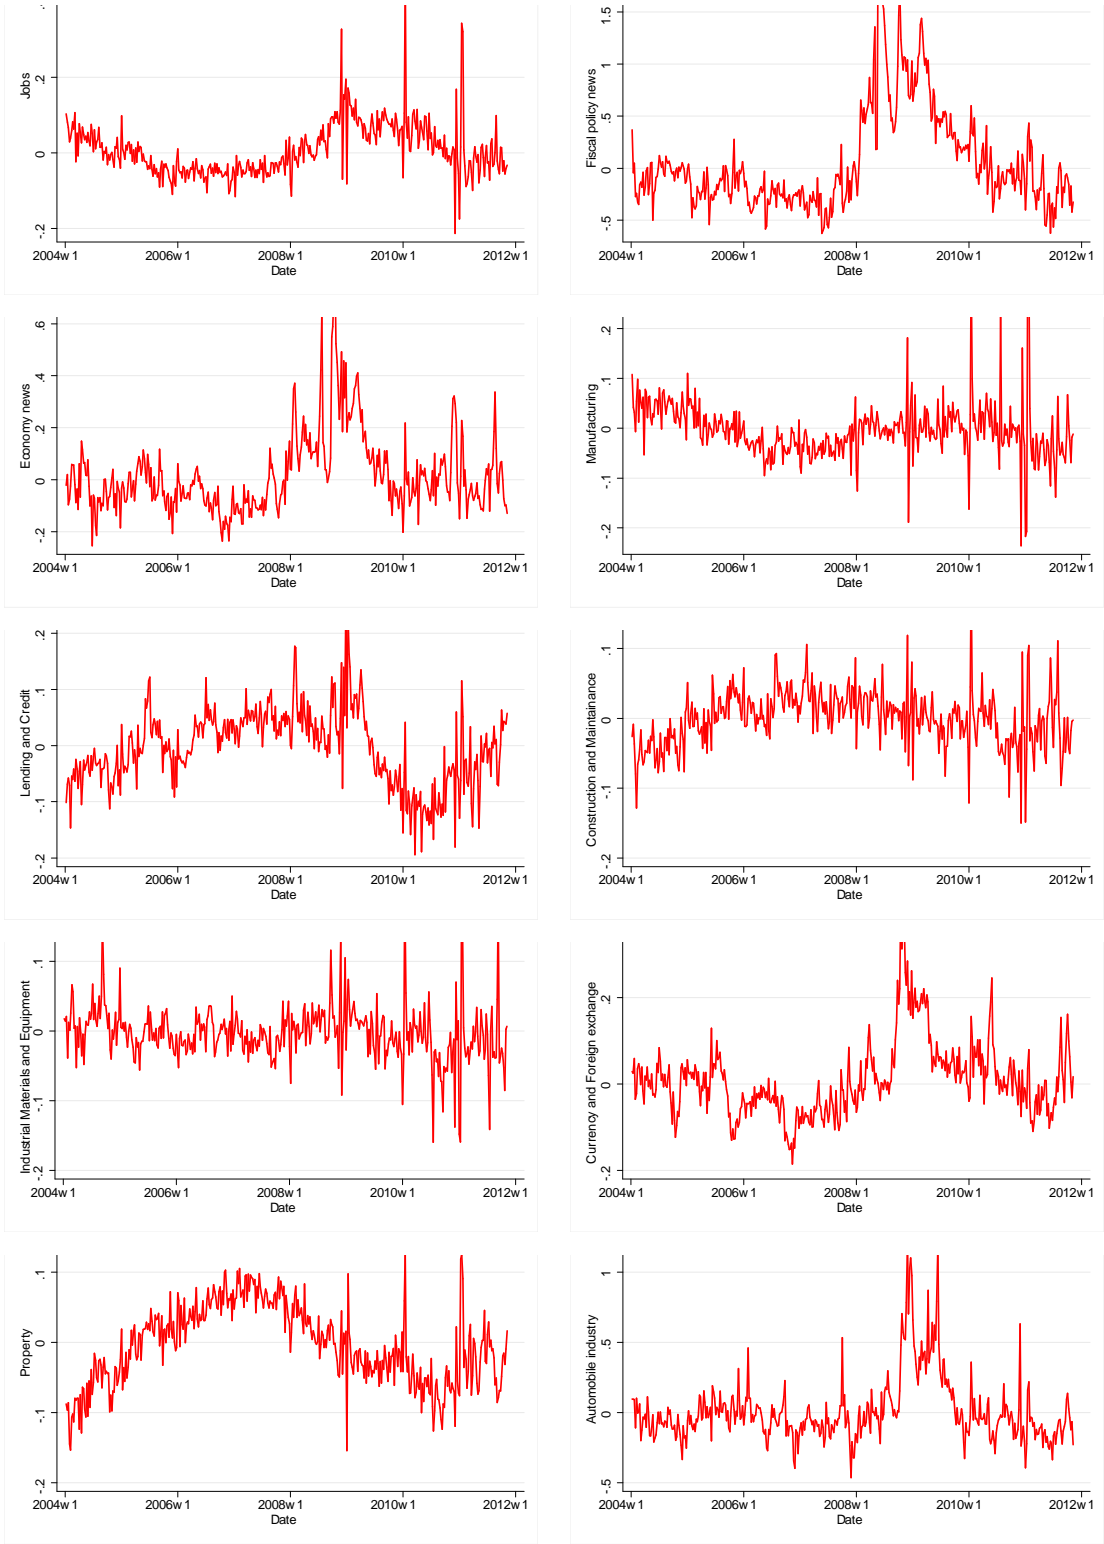 Jobs
.2
0
-.2
2004w1 2006w1 2008w1 2010w1 2012w1
Date
Fiscal policy news
1.5
1
.5
0
-.5
2004w1 2006w1 2008w1 2010w1 2012w1
Date
Economy news
.6
.4
.2
0
-.2
2004w1 2006w1 2008w1 2010w1 2012w1
Date
Manufacturing
.2
.1
0
-.1
-.2
2004w1 2006w1 2008w1 2010w1 2012w1
Date
Lending and Credit
.2
.1
0
-.1
-.2
2004w1 2006w1 2008w1 2010w1 2012w1
Date
Construction and Maintainance
.1
0
-.1
-.2
2004w1 2006w1 2008w1 2010w1 2012w1
Date
Industrial Materials and Equipment
.1
0
-.1
-.2
2004w1 2006w1 2008w1 2010w1 2012w1
Date
Currency and Foreign exchange
.2
0
-.2
2004w1 2006w1 2008w1 2010w1 2012w1
Date
Property
.1
0
-.1
-.2
2004w1 2006w1 2008w1 2010w1 2012w1
Date
Automobile industry
1
.5
0
-.5
2004w1 2006w1 2008w1 2010w1 2012w1
Date